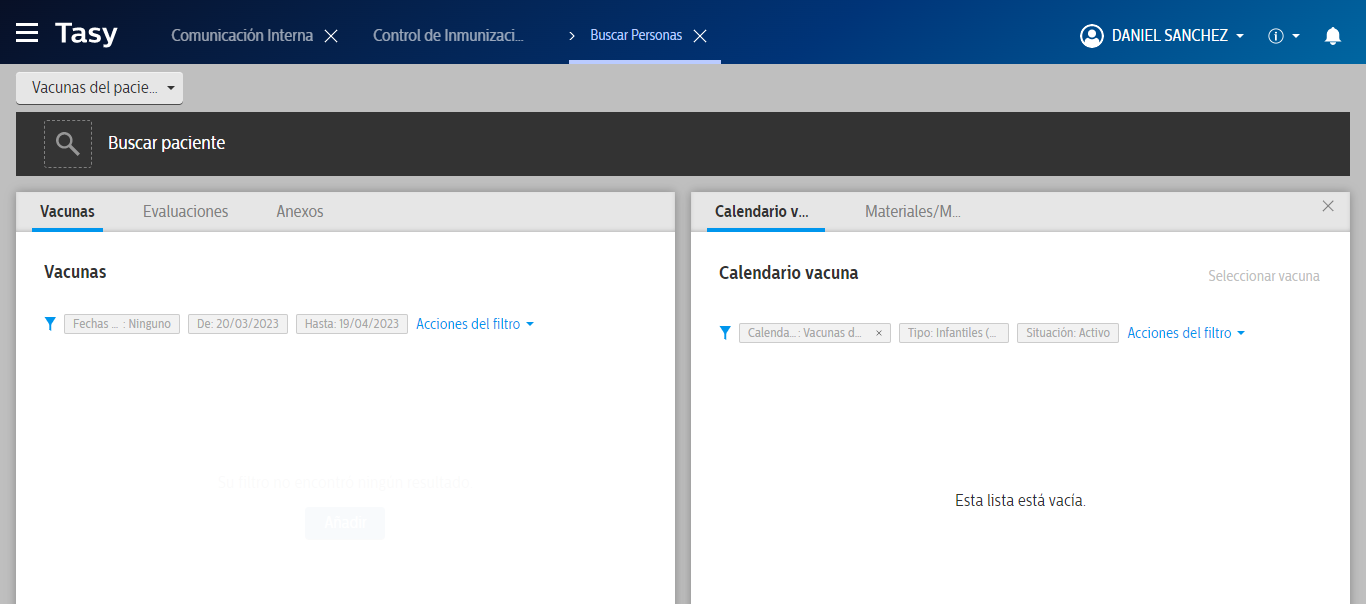 Tasy Comunicación Interna Control de Inmunizaci... > Buscar Personas DANIEL SANCHEZ
Vacunas del pacie...
Buscar paciente
Vacunas Evaluaciones Anexos
Vacunas
Fechas ... : Ninguno De: 20/03/2023 Hasta: 19/04/2023 Acciones del filtro
Añadir
Calendario v... Materiales/M...
Calendario vacuna Seleccionar vacuna
Calenda... : Vacunas d... × Tipo: Infantiles (... Situación: Activo Acciones del filtro
Esta lista está vacía.